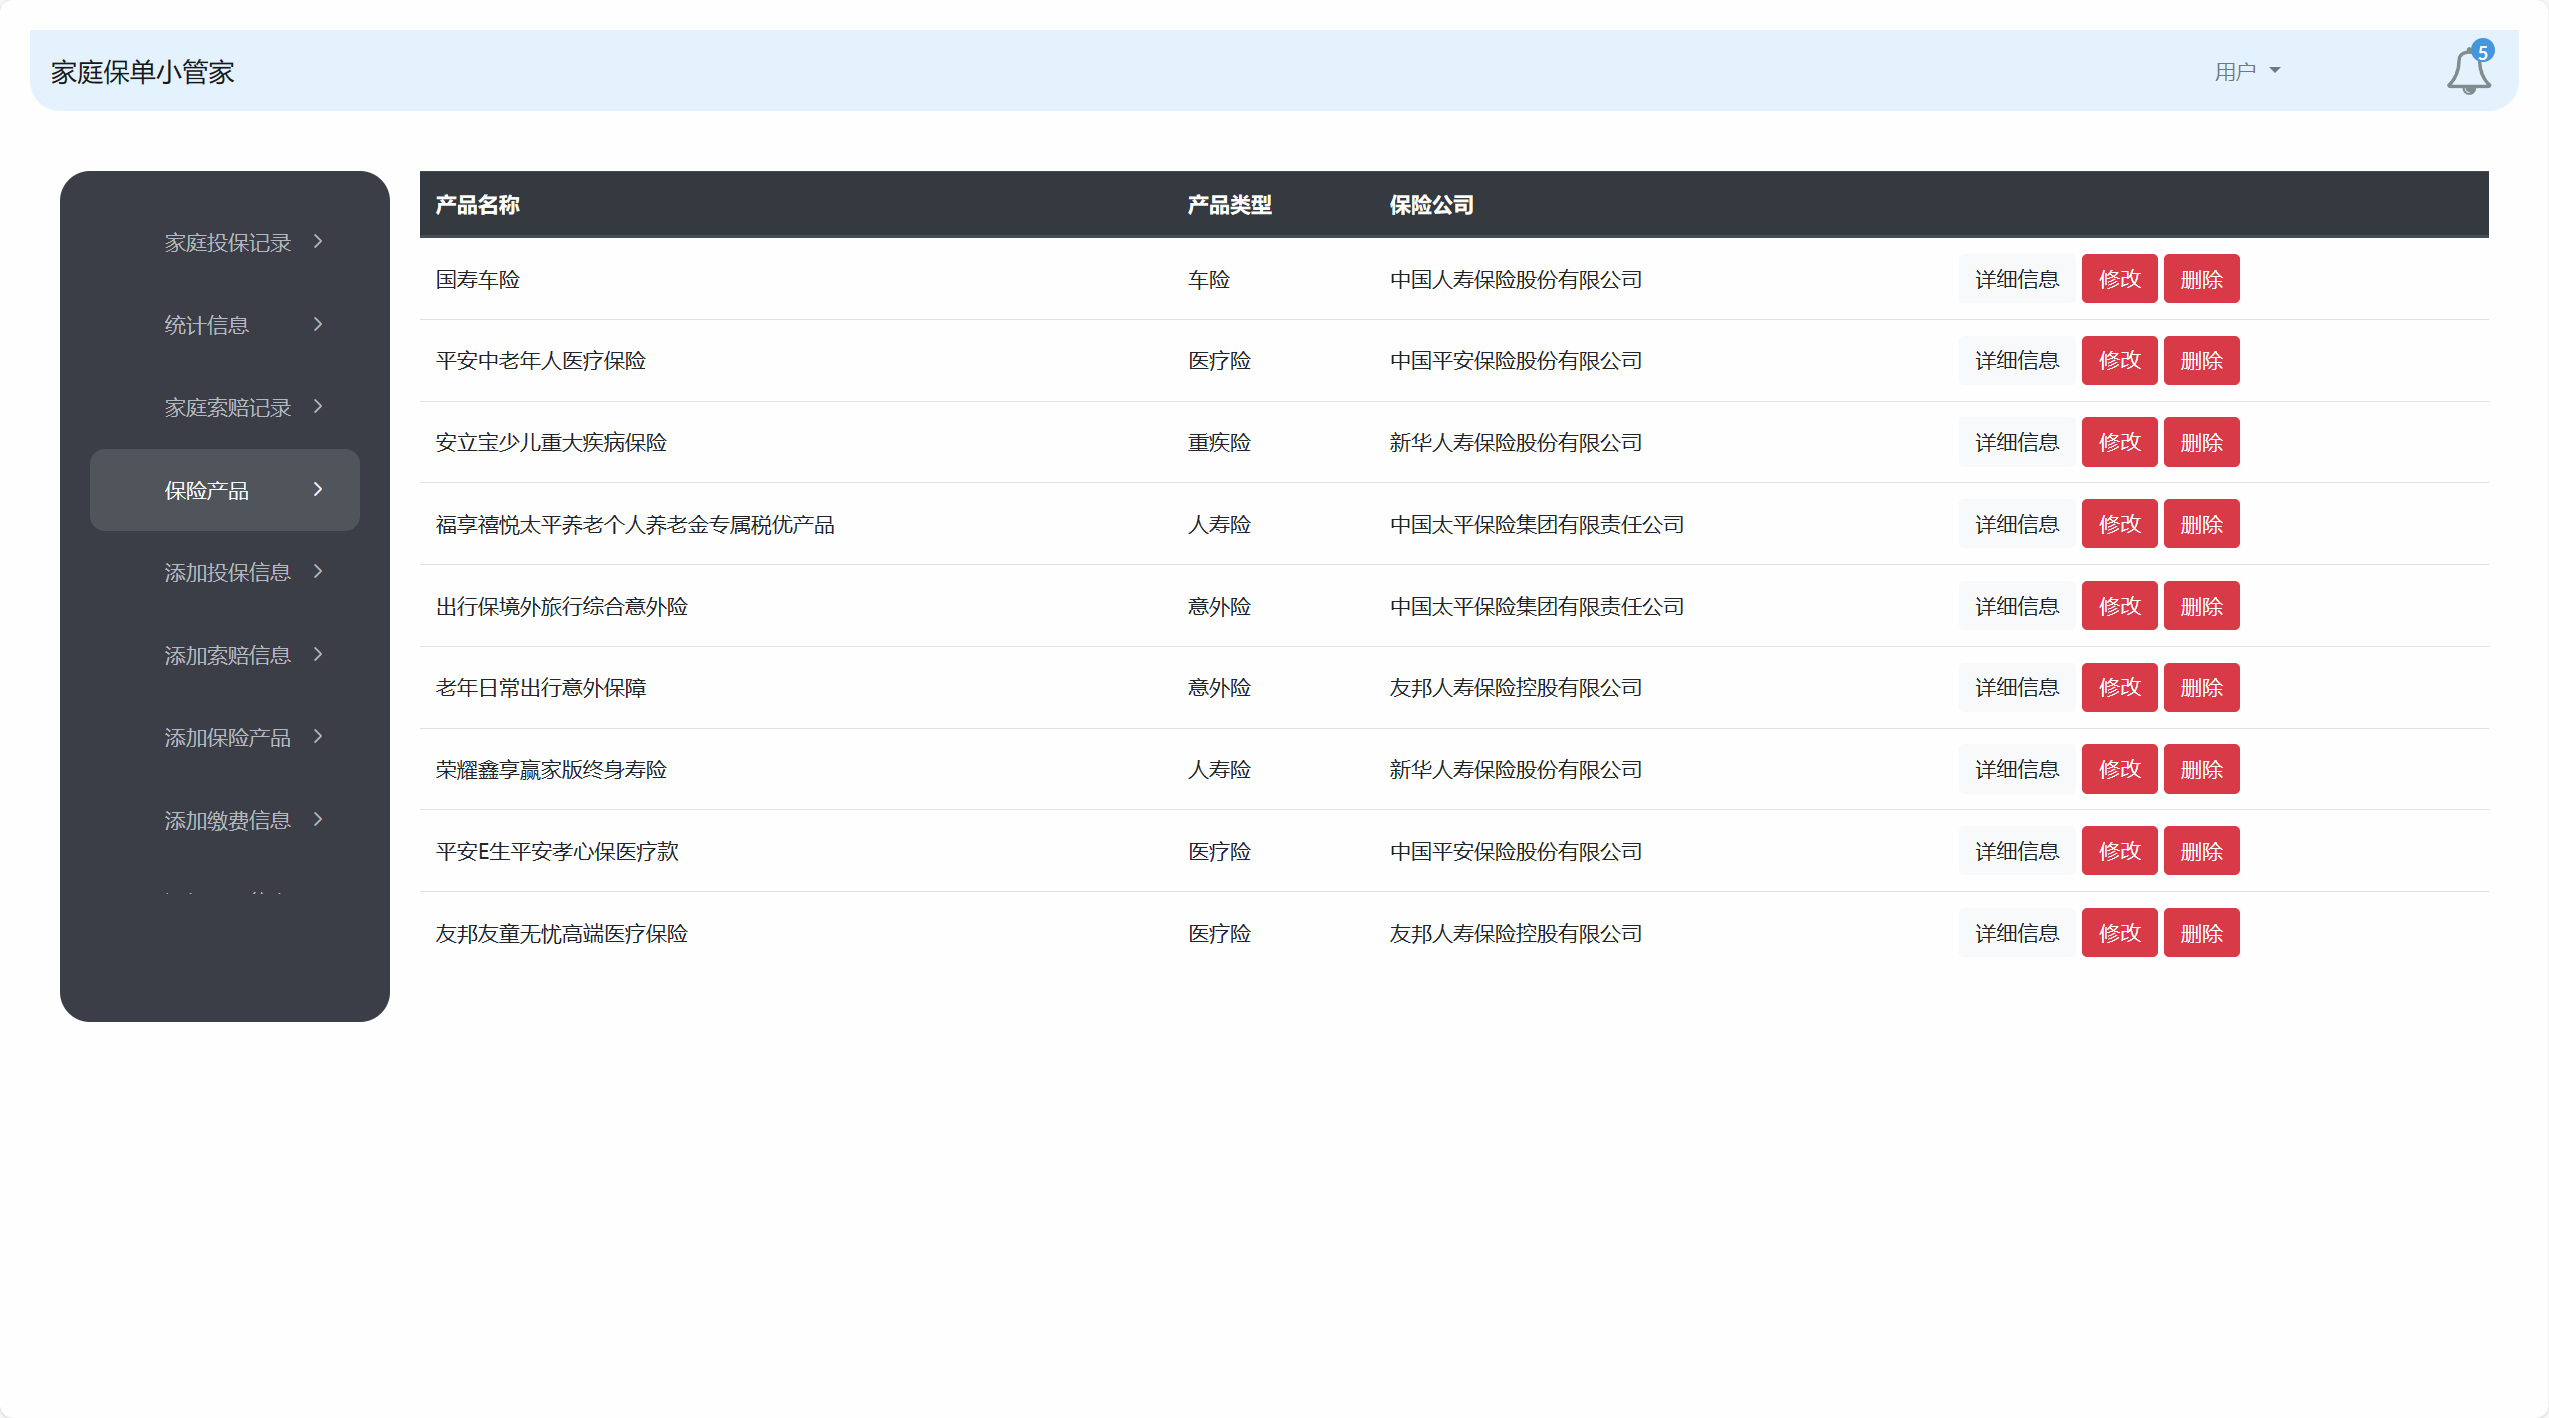 家庭保单小管家
用户
5
家庭投保记录
统计信息
家庭索赔记录
保险产品
添加投保信息
添加索赔信息
添加保险产品
添加缴费信息
产品名称 产品类型 保险公司
国寿车险 车险 中国人寿保险股份有限公司 详细信息 修改 删除
平安中老年人医疗保险 医疗险 中国平安保险股份有限公司 详细信息 修改 删除
安立宝少儿重大疾病保险 重疾险 新华人寿保险股份有限公司 详细信息 修改 删除
福享禧悦太平养老个人养老金专属税优产品 人寿险 中国太平保险集团有限责任公司 详细信息 修改 删除
出行保境外旅行综合意外险 意外险 中国太平保险集团有限责任公司 详细信息 修改 删除
老年日常出行意外保障 意外险 友邦人寿保险控股有限公司 详细信息 修改 删除
荣耀鑫享赢家版终身寿险 人寿险 新华人寿保险股份有限公司 详细信息 修改 删除
平安E生平安孝心保医疗款 医疗险 中国平安保险股份有限公司 详细信息 修改 删除
友邦友童无忧高端医疗保险 医疗险 友邦人寿保险控股有限公司 详细信息 修改 删除